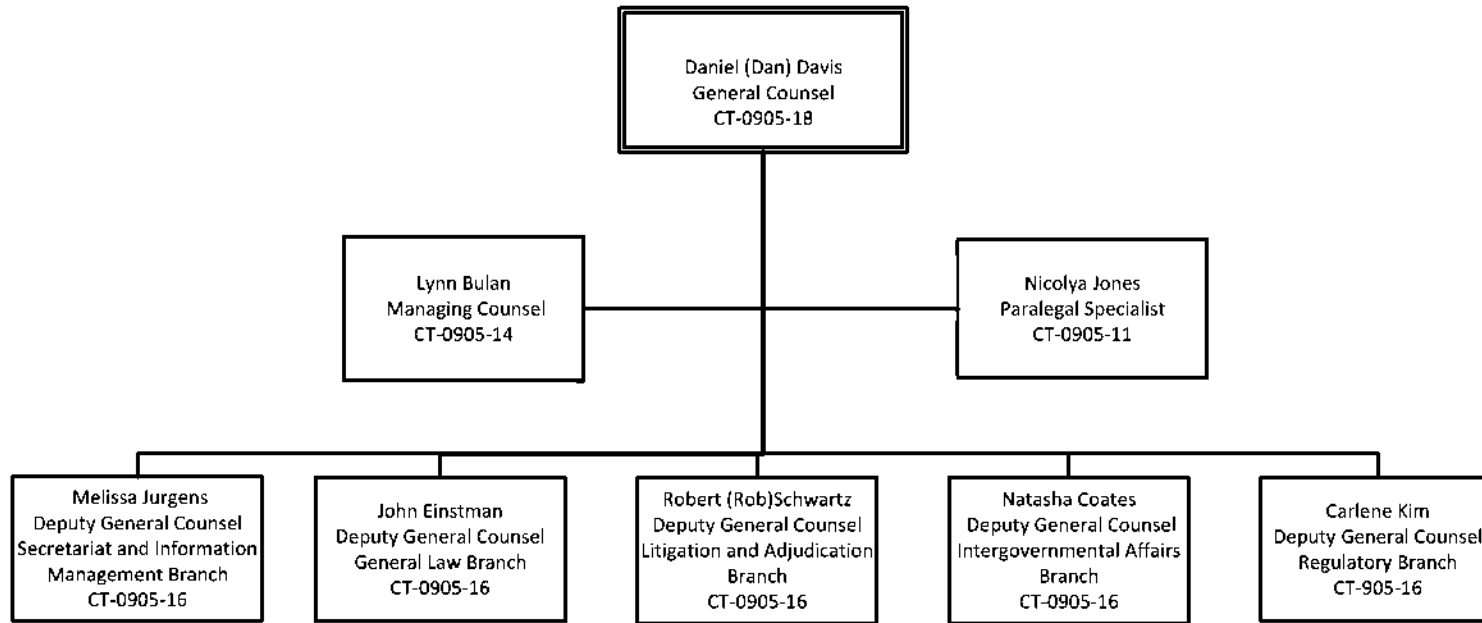 Daniel (Dan) Davis
General Counsel
CT-0905-18
Lynn Bulan
Managing Counsel
CT-0905-14
Nicolya Jones
Paralegal Specialist
CT-0905-11
Melissa Jurgens
Deputy General Counsel
Secretariat and Information
Management Branch
CT-0905-16
John Einstman
Deputy General Counsel
General Law Branch
CT-0905-16
Robert (Rob)Schwartz
Deputy General Counsel
Litigation and Adjudication
Branch
CT-0905-16
Natasha Coates
Deputy General Counsel
Intergovernmental Affairs
Branch
CT-0905-16
Carlene Kim
Deputy General Counsel
Regulatory Branch
CT-905-16